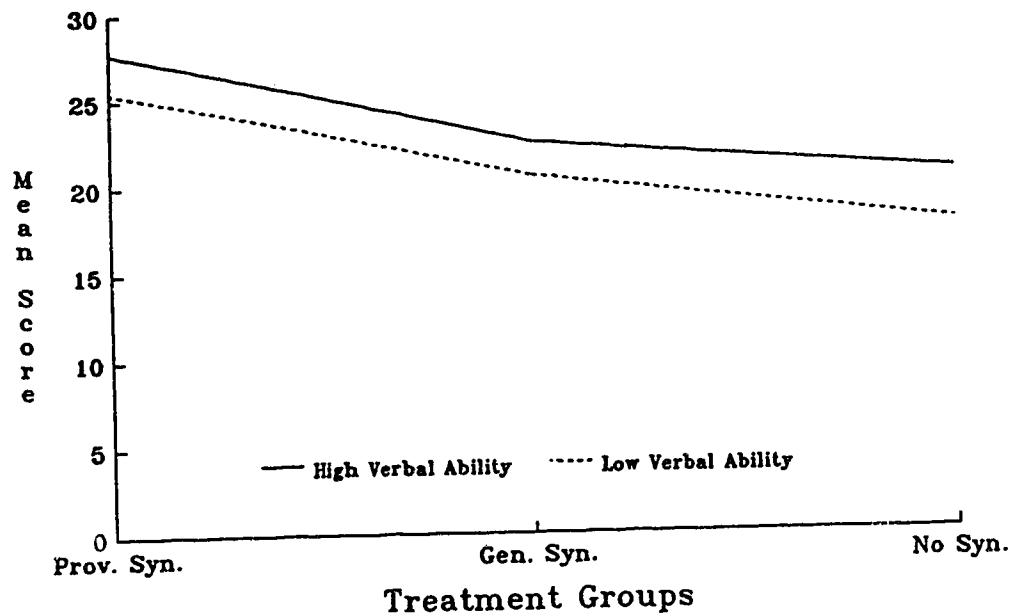 30
25
20
15
10
5
0
Mean Score
High Verbal Ability
Low Verbal Ability
Prov. Syn.
Gen. Syn.
No Syn.
Treatment Groups